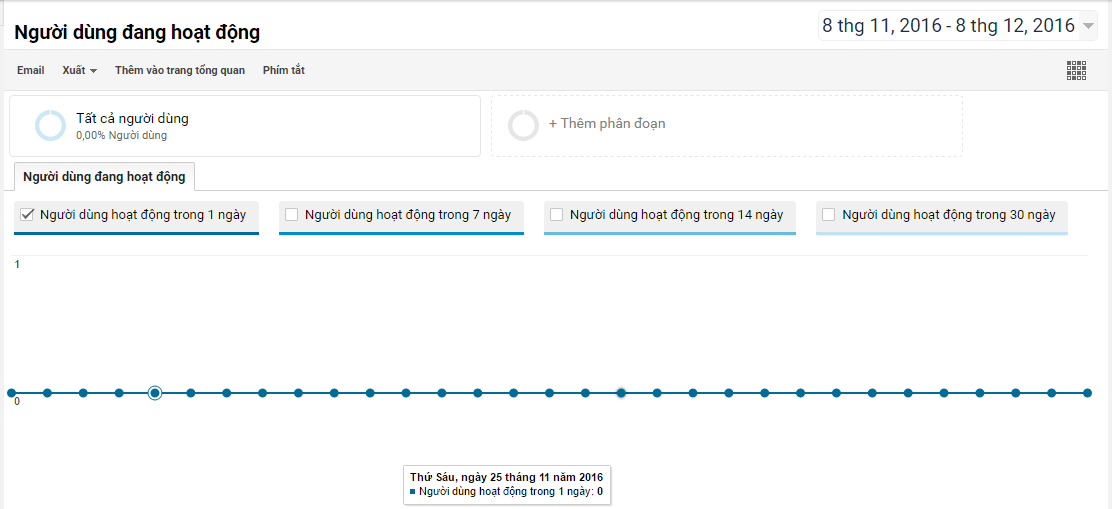 Người dùng đang hoạt động
8 thg 11, 2016 - 8 thg 12, 2016
Email Xuất Thêm vào trang tổng quan Phím tắt
Tất cả người dùng
0,00% Người dùng
+ Thêm phân đoạn
Người dùng đang hoạt động
Người dùng hoạt động trong 1 ngày
Người dùng hoạt động trong 7 ngày
Người dùng hoạt động trong 14 ngày
Người dùng hoạt động trong 30 ngày
1
0
Thứ Sáu, ngày 25 tháng 11 năm 2016
Người dùng hoạt động trong 1 ngày: 0